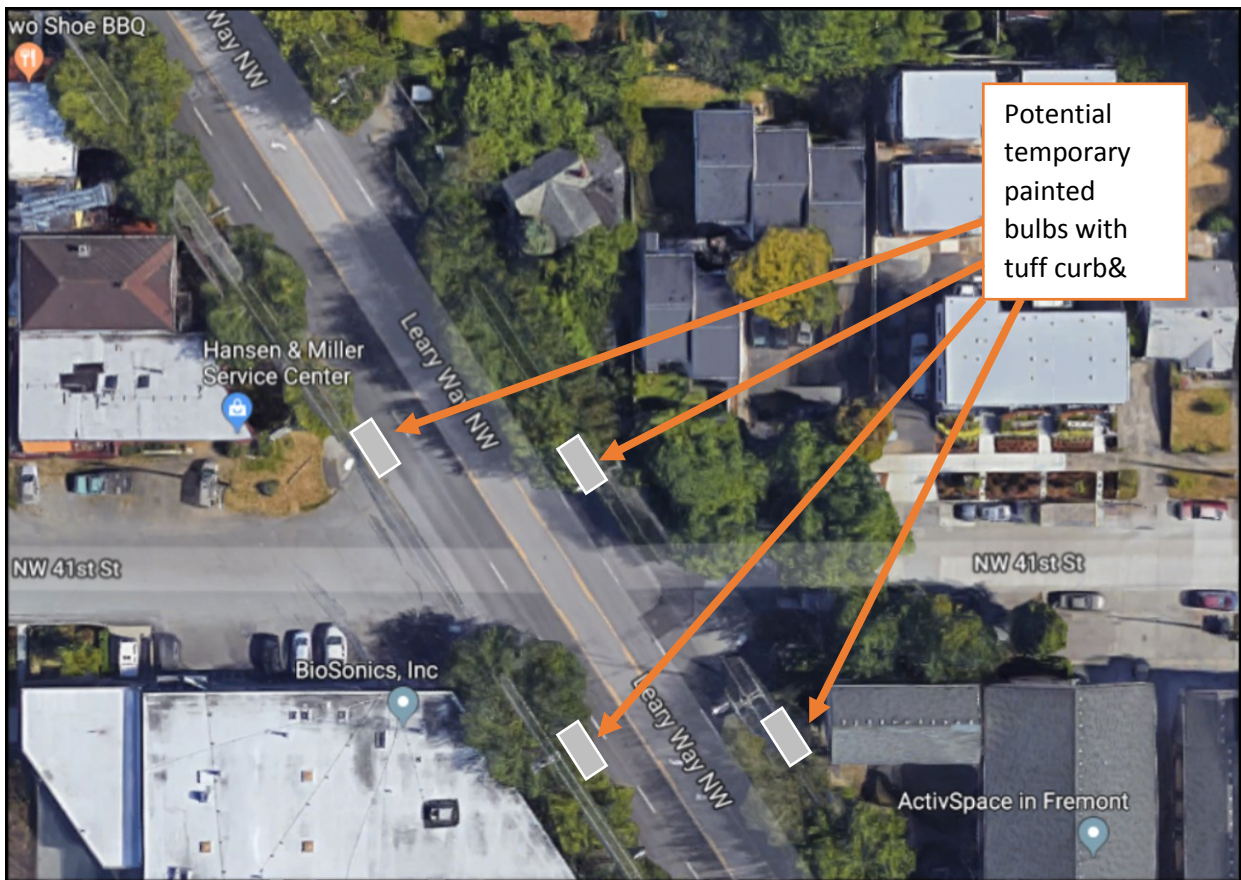 wo Shoe BBQ
Way NW
Potential
temporary
painted
bulbs with
tuff curb&
Leary Way NW
Hansen & Miller
Service Center
NW 41st St
NW 41st St
BioSonics, Inc
Leary Way NW
ActivSpace in Fremont